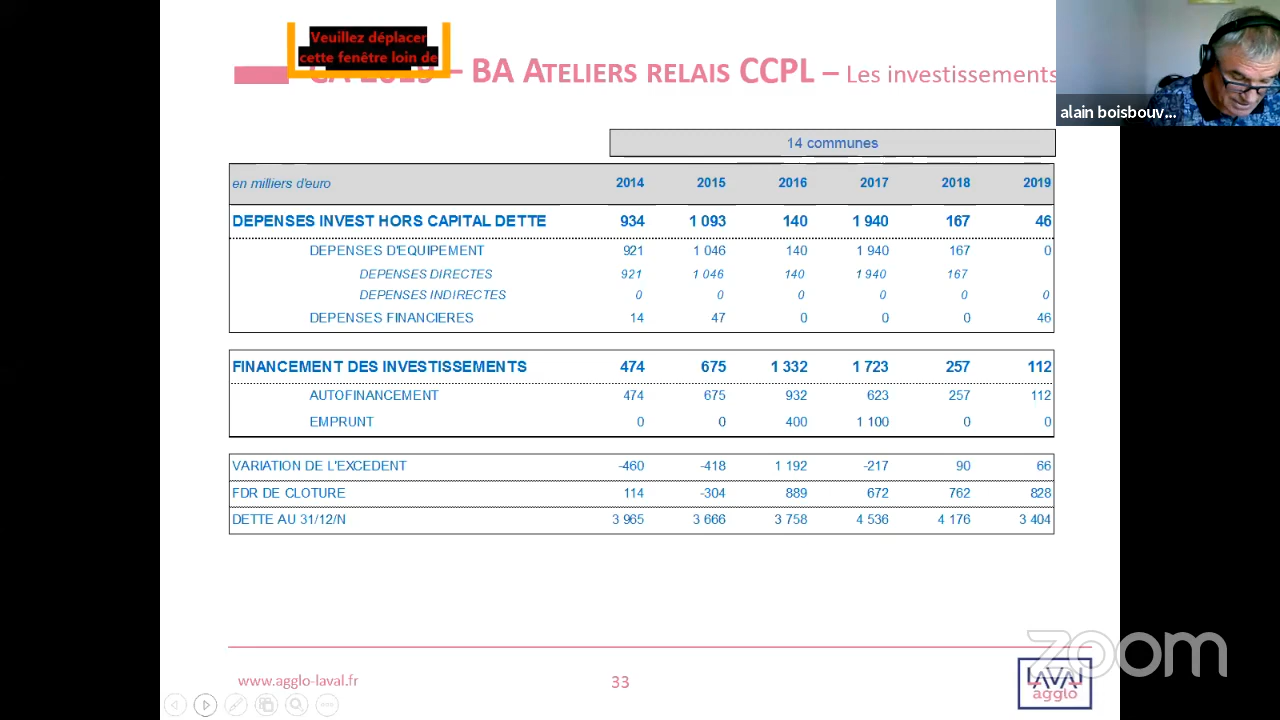 Veuillez déplacer
cette fenêtre loin de
– BA ATELIERS RELAIS CCPL – Les investissements
alain boisbouv...
14 communes
en milliers d'euro 2014 2015 2016 2017 2018 2019
DEPENSES INVEST HORS CAPITAL DETTE 934 1 093 140 1 940 167 46
DEPENSES D'EQUIPEMENT 921 1 046 140 1 940 167 0
DEPENSES DIRECTES 921 1 046 140 1 940 167
DEPENSES INDIRECTES 0 0 0 0 0 0
DEPENSES FINANCIERES 14 47 0 0 0 46
FINANCEMENT DES INVESTISSEMENTS 474 675 1 332 1 723 257 112
AUTOFINANCEMENT 474 675 932 623 257 112
EMPRUNT 0 0 400 1 100 0 0
VARIATION DE L'EXCEDENT -460 -418 1 192 -217 90 66
FDR DE CLOTURE 114 -304 889 672 762 828
DETTE AU 31/12/N 3 965 3 666 3 758 4 536 4 176 3 404
zoom
www.agglo-laval.fr
33
LAVAL
agglo